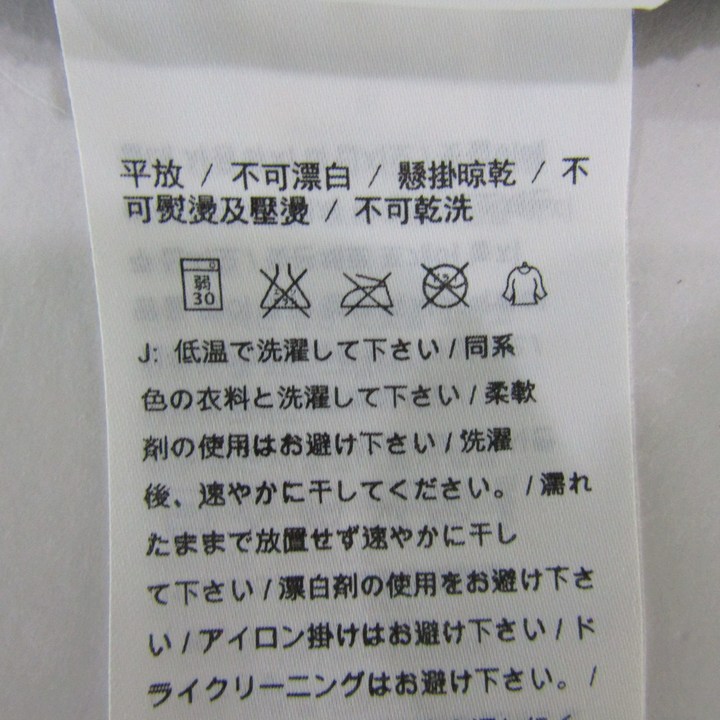 平放 / 不可漂白 / 懸掛晾乾 / 不
可熨燙及壓燙 / 不可乾洗
弱
30
J: 低温で洗濯して下さい / 同系
色の衣料と洗濯して下さい / 柔軟
剤の使用はお避け下さい / 洗濯
後、速やかに干してください。 / 濡れ
たままで放置せず速やかに干し
て下さい / 漂白剤の使用をお避け下さ
い / アイロン掛けはお避け下さい / ド
ライクリーニングはお避け下さい。 /